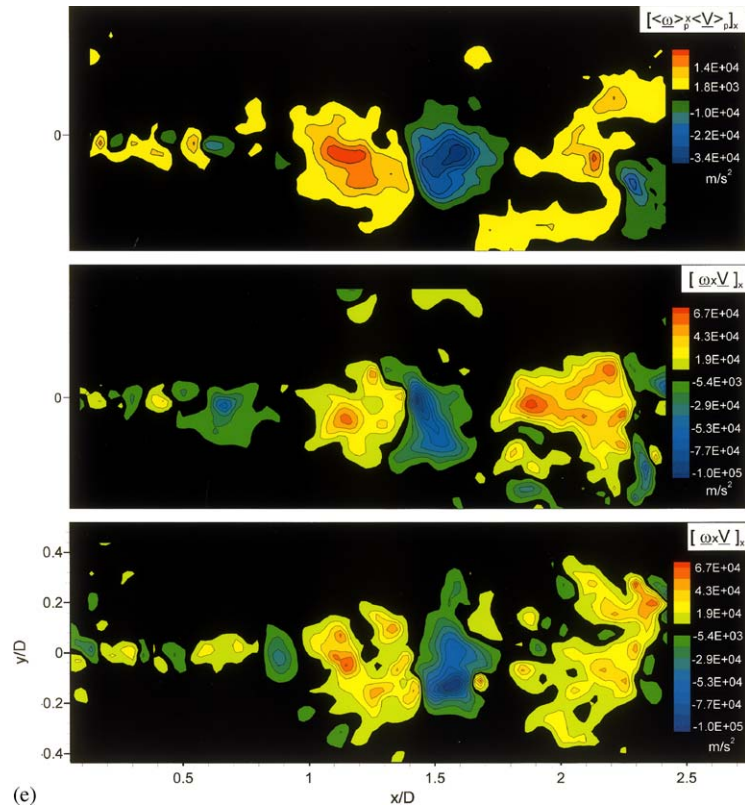 [<ω>ₚx<V>ₚ]ₓ
1.4E+04
1.8E+03
0
-1.0E+04
-2.2E+04
-3.4E+04
m/s²
[ ωxV ]ₓ
6.7E+04
4.3E+04
1.9E+04
0
-5.4E+03
-2.9E+04
-5.3E+04
-7.7E+04
-1.0E+05
m/s²
[ ωxV ]ₓ
0.4
6.7E+04
4.3E+04
0.2
1.9E+04
y/D
0
-5.4E+03
-2.9E+04
-0.2
-5.3E+04
-7.7E+04
-1.0E+05
-0.4
m/s²
0.5 1 1.5 2 2.5
(e)
x/D